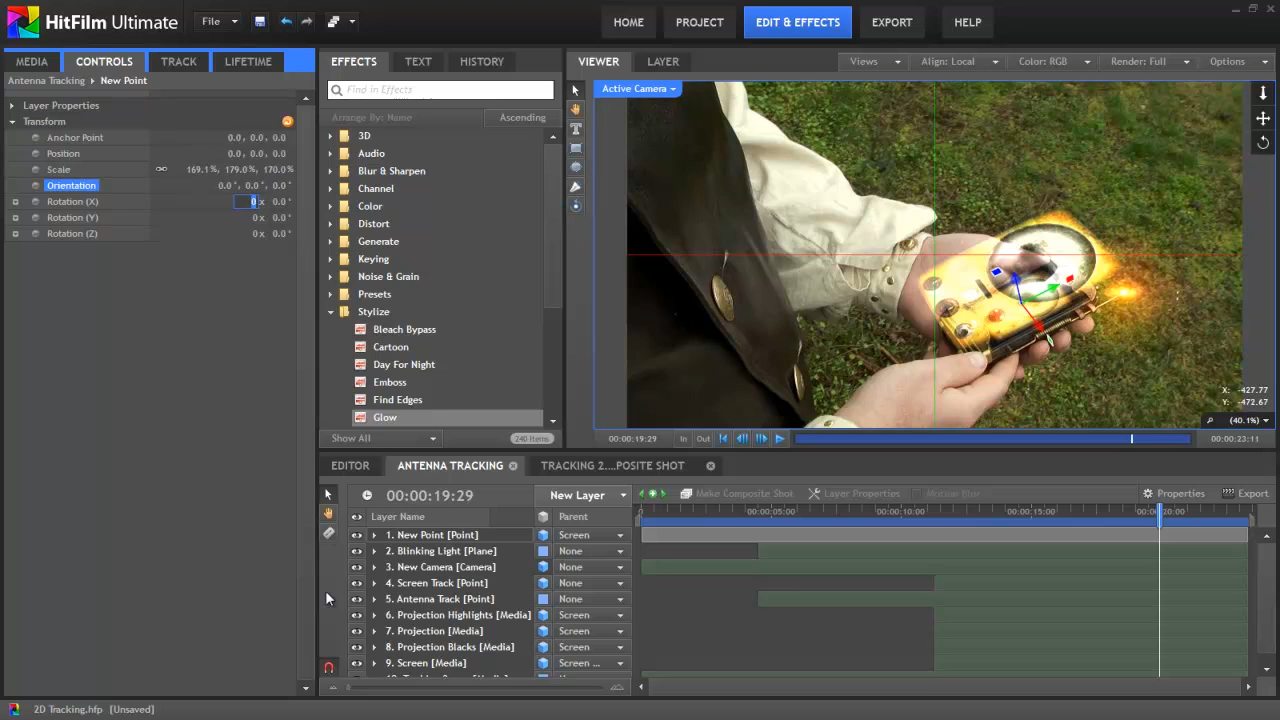 HitFilm Ultimate
File
HOME
PROJECT
EDIT & EFFECTS
EXPORT
HELP
MEDIA
CONTROLS
TRACK
LIFETIME
Antenna Tracking
New Point
Layer Properties
Transform
Anchor Point 0.0, 0.0, 0.0
Position 0.0, 0.0, 0.0
Scale 169.1%, 179.0%, 170.0%
Orientation 0.0°, 0.0°, 0.0°
Rotation (X) 0x 0.0°
Rotation (Y) 0x 0.0°
Rotation (Z) 0x 0.0°
EFFECTS
TEXT
HISTORY
Find in Effects
Arrange By: Name
Ascending
3D
Audio
Blur & Sharpen
Channel
Color
Distort
Generate
Keying
Noise & Grain
Presets
Stylize
Bleach Bypass
Cartoon
Day For Night
Emboss
Find Edges
Glow
Show All
240 Items
VIEWER
LAYER
Views
Align: Local
Color: RGB
Render: Full
Options
Active Camera
X: -427.77
Y: -472.67
(40.1%)
00:00:19:29
In
Out
00:00:23:11
EDITOR
ANTENNA TRACKING
TRACKING 2....POSITE SHOT
00:00:19:29
New Layer
Make Composite Shot
Layer Properties
Motion Blur
Properties
Export
Layer Name
Parent
0
00:00:05:00
00:00:10:00
00:00:15:00
00:00:20:00
1. New Point [Point] Screen
2. Blinking Light [Plane] None
3. New Camera [Camera] None
4. Screen Track [Point] None
5. Antenna Track [Point] None
6. Projection Highlights [Media] Screen
7. Projection [Media] Screen
8. Projection Blacks [Media] Screen
9. Screen [Media] Screen ...
2D Tracking.hfp [Unsaved]